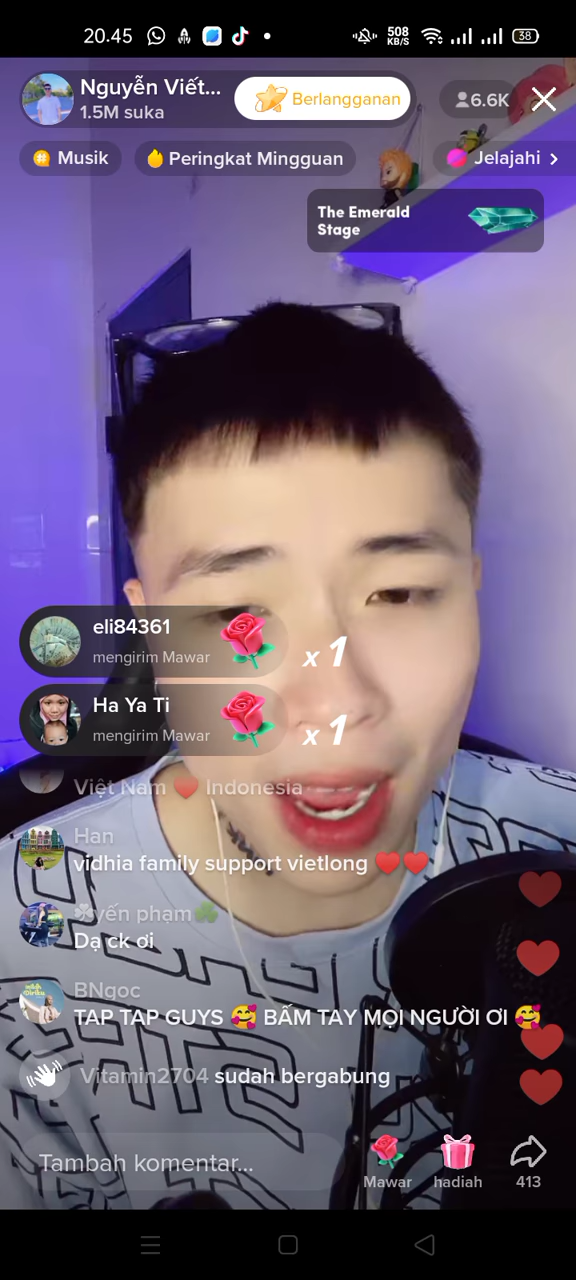 20.45
508
KB/S
38
Nguyễn Viết...
1.5M suka
Berlangganan
6.6K
Musik
Peringkat Mingguan
Jelajahi >
The Emerald
Stage
eli84361
mengirim Mawar
x 1
Ha Ya Ti
mengirim Mawar
x 1
Việt Nam ❤️ Indonesia
Han
vidhia family support vietlong ❤️❤️
☘️yến phạm🍀
Dạ ck ơi
BNgoc
TAP TAP GUYS 🥰 BẤM TAY MỌI NGƯỜI ƠI 🥰
Vitamin2704 sudah bergabung
Tambah komentar...
Mawar
hadiah
413